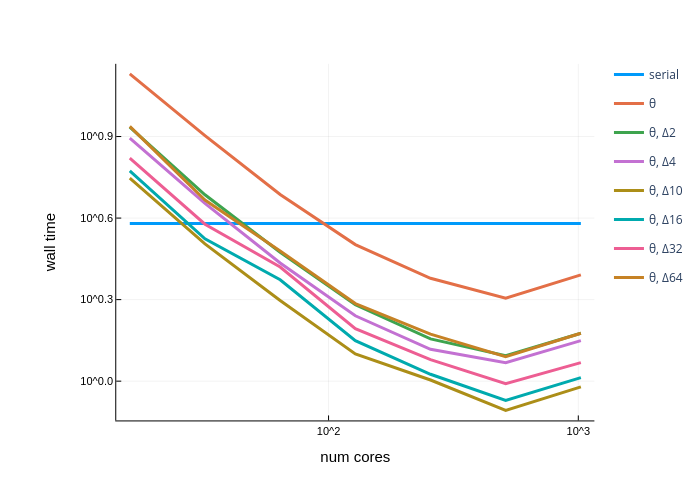 serial
θ
θ, Δ2
θ, Δ4
θ, Δ10
θ, Δ16
θ, Δ32
θ, Δ64
10^0.9
10^0.6
10^0.3
10^0.0
wall time
10^2
10^3
num cores